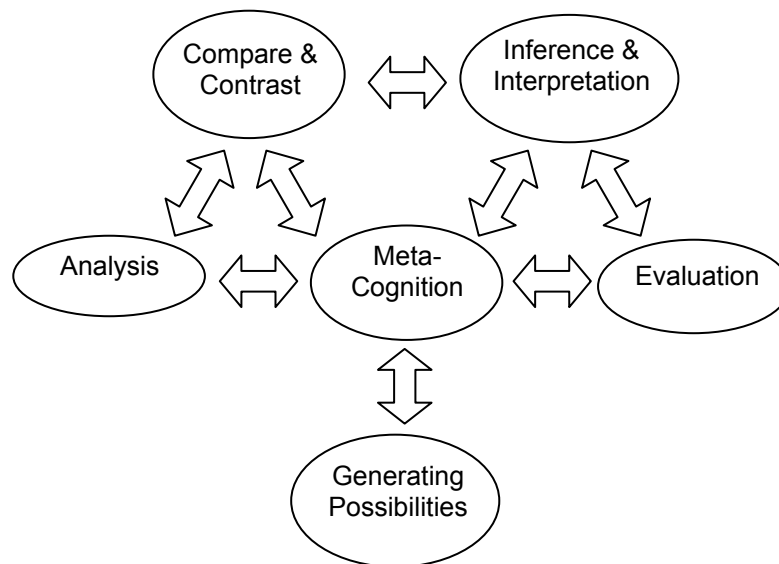 Compare &
Contrast
Inference &
Interpretation
Analysis
Meta-
Cognition
Evaluation
Generating
Possibilities